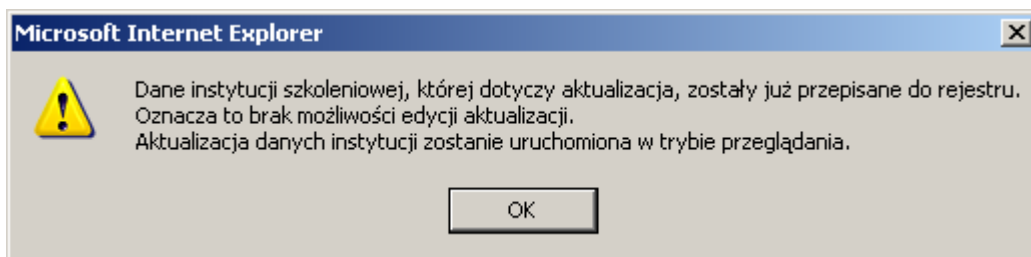 Microsoft Internet Explorer
Dane instytucji szkoleniowej, której dotyczy aktualizacja, zostały już przepisane do rejestru.
Oznacza to brak możliwości edycji aktualizacji.
Aktualizacja danych instytucji zostanie uruchomiona w trybie przeglądania.
OK